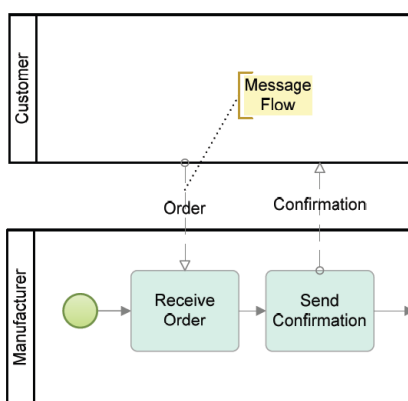 Customer
Message
Flow
Order
Confirmation
Manufacturer
Receive
Order
Send
Confirmation